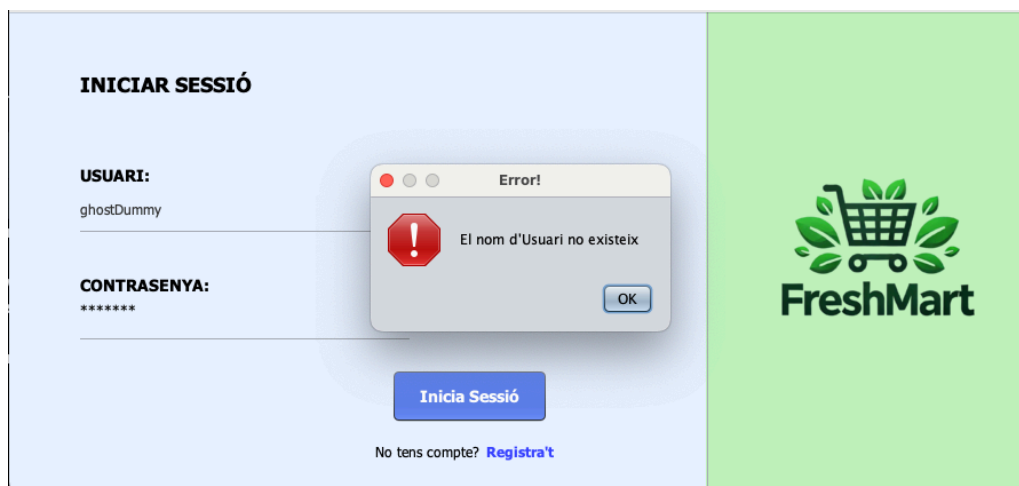 INICIAR SESSIÓ
USUARI:
ghostDummy
CONTRASENYA:
*******
Error!
El nom d'Usuari no existeix
OK
Inicia Sessió
No tens compte? Registra't
FreshMart